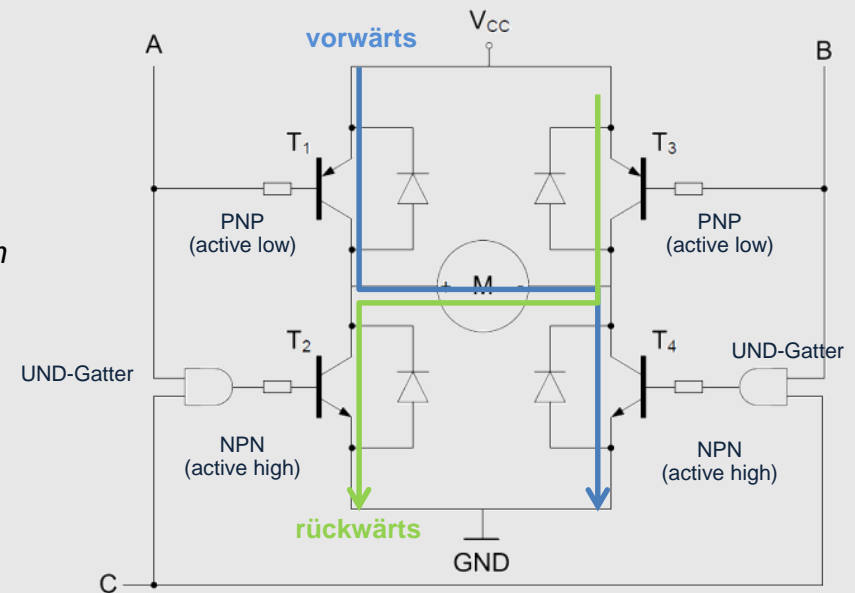 vorwärts
V_CC
A
B
T₁
T₃
PNP
(active low)
PNP
(active low)
n
+ M -
T₂
T₄
UND-Gatter
UND-Gatter
NPN
(active high)
NPN
(active high)
rückwärts
GND
C